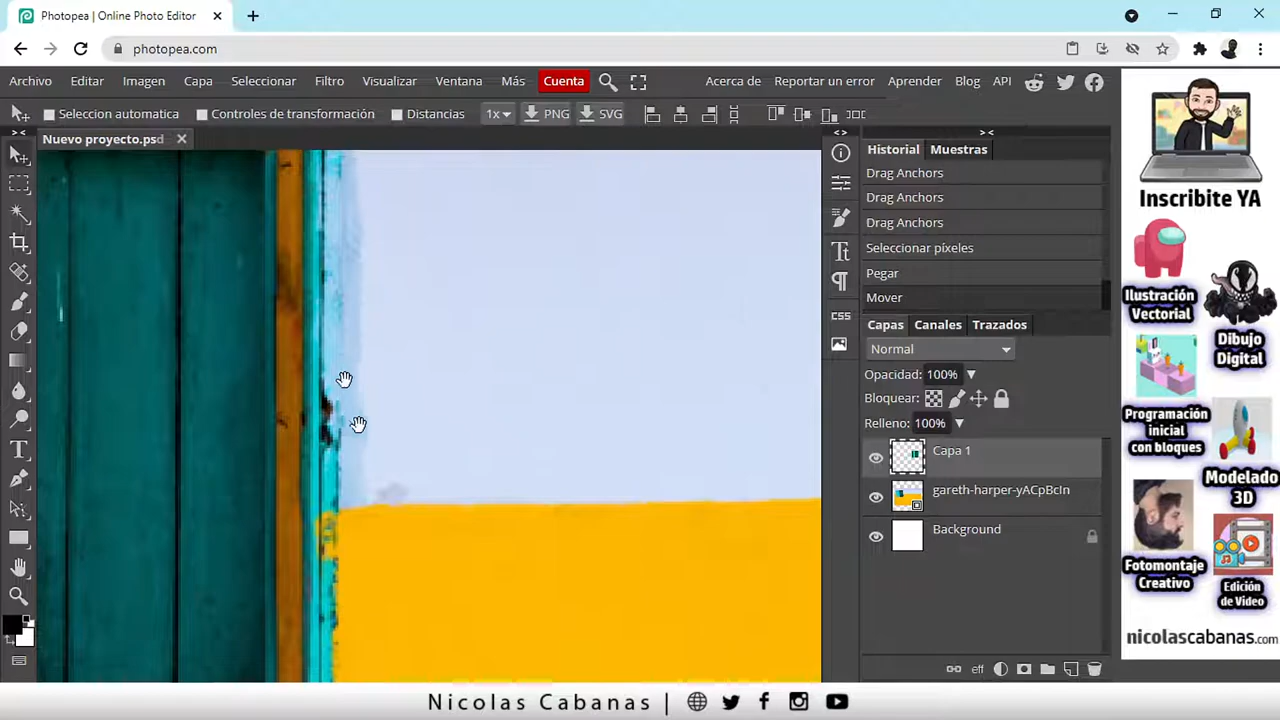 Photopea | Online Photo Editor
photopea.com
Archivo Editar Imagen Capa Seleccionar Filtro Visualizar Ventana Más Cuenta Acerca de Reportar un error Aprender Blog API
Seleccion automatica Controles de transformación Distancias 1x PNG SVG
Nuevo proyecto.psd
Historial Muestras
Drag Anchors
Drag Anchors
Drag Anchors
Seleccionar píxeles
Pegar
Mover
CSS
Capas Canales Trazados
Normal
Opacidad: 100%
Bloquear:
Relleno: 100%
Capa 1
gareth-harper-yACpBcIn
Background
eff
Inscribite YA
Ilustración
Vectorial
Dibujo
Digital
Programación
inicial
con bloques
Modelado
3D
Fotomontaje
Creativo
Edición
de Video
nicolascabanas.com
Nicolas Cabanas |